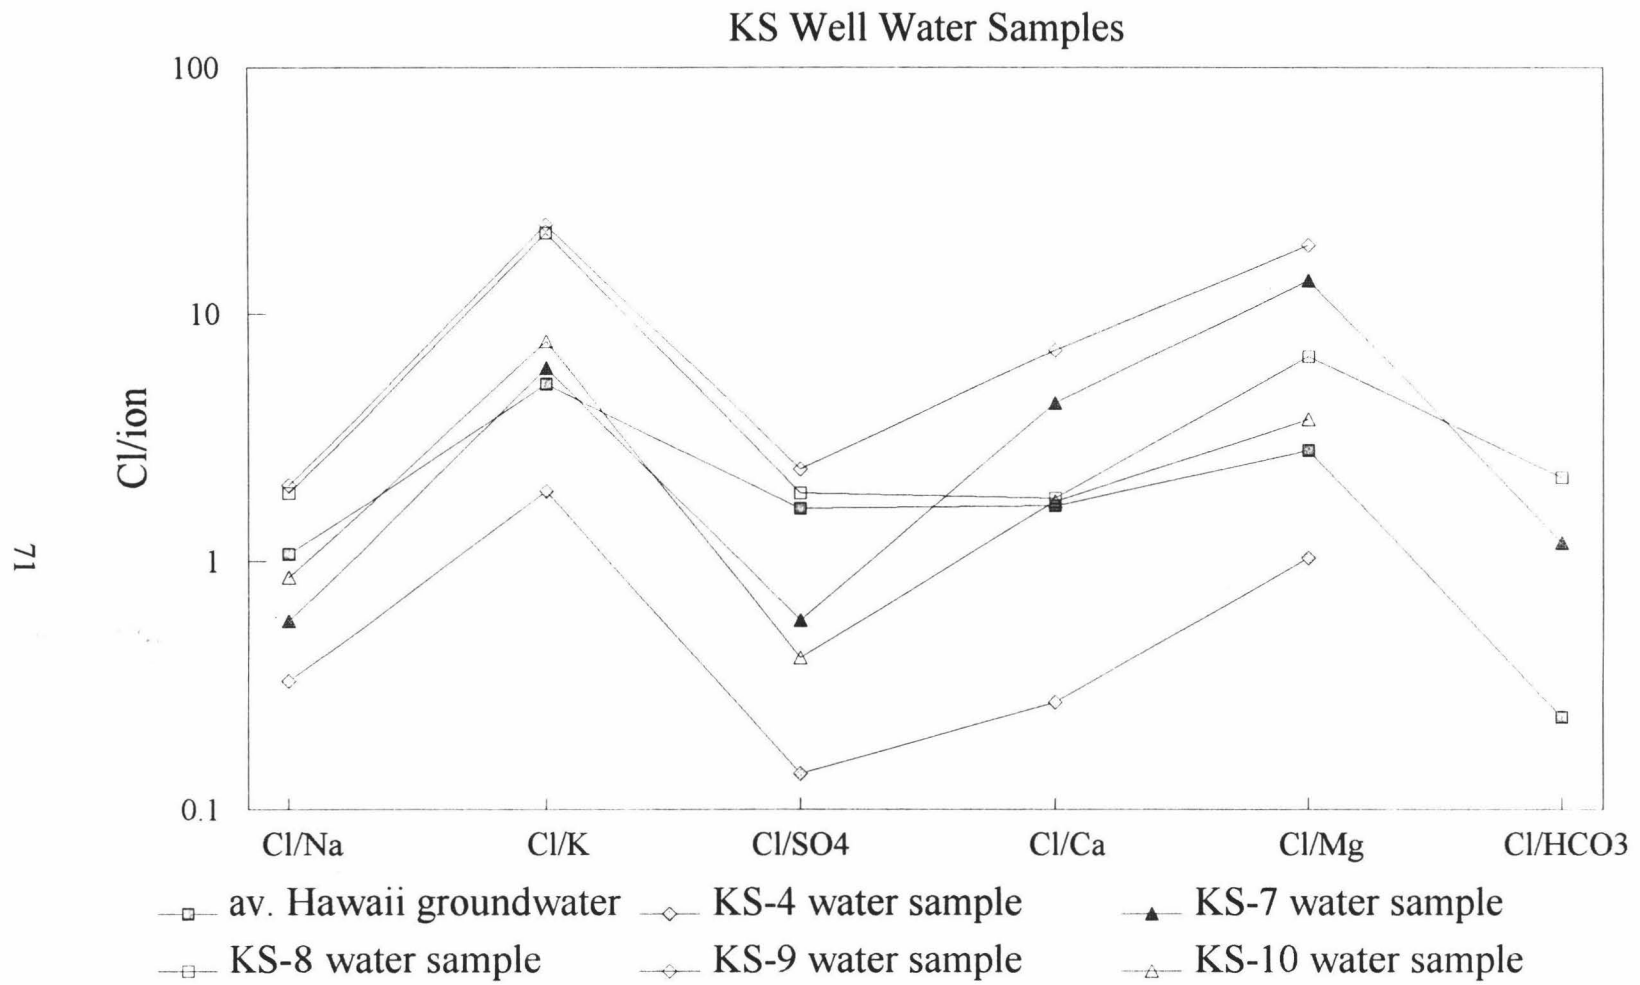 KS Well Water Samples
100
10
1
0.1
Cl/ion
71
Cl/Na Cl/K Cl/SO4 Cl/Ca Cl/Mg Cl/HCO3
av. Hawaii groundwater KS-4 water sample KS-7 water sample
KS-8 water sample KS-9 water sample KS-10 water sample